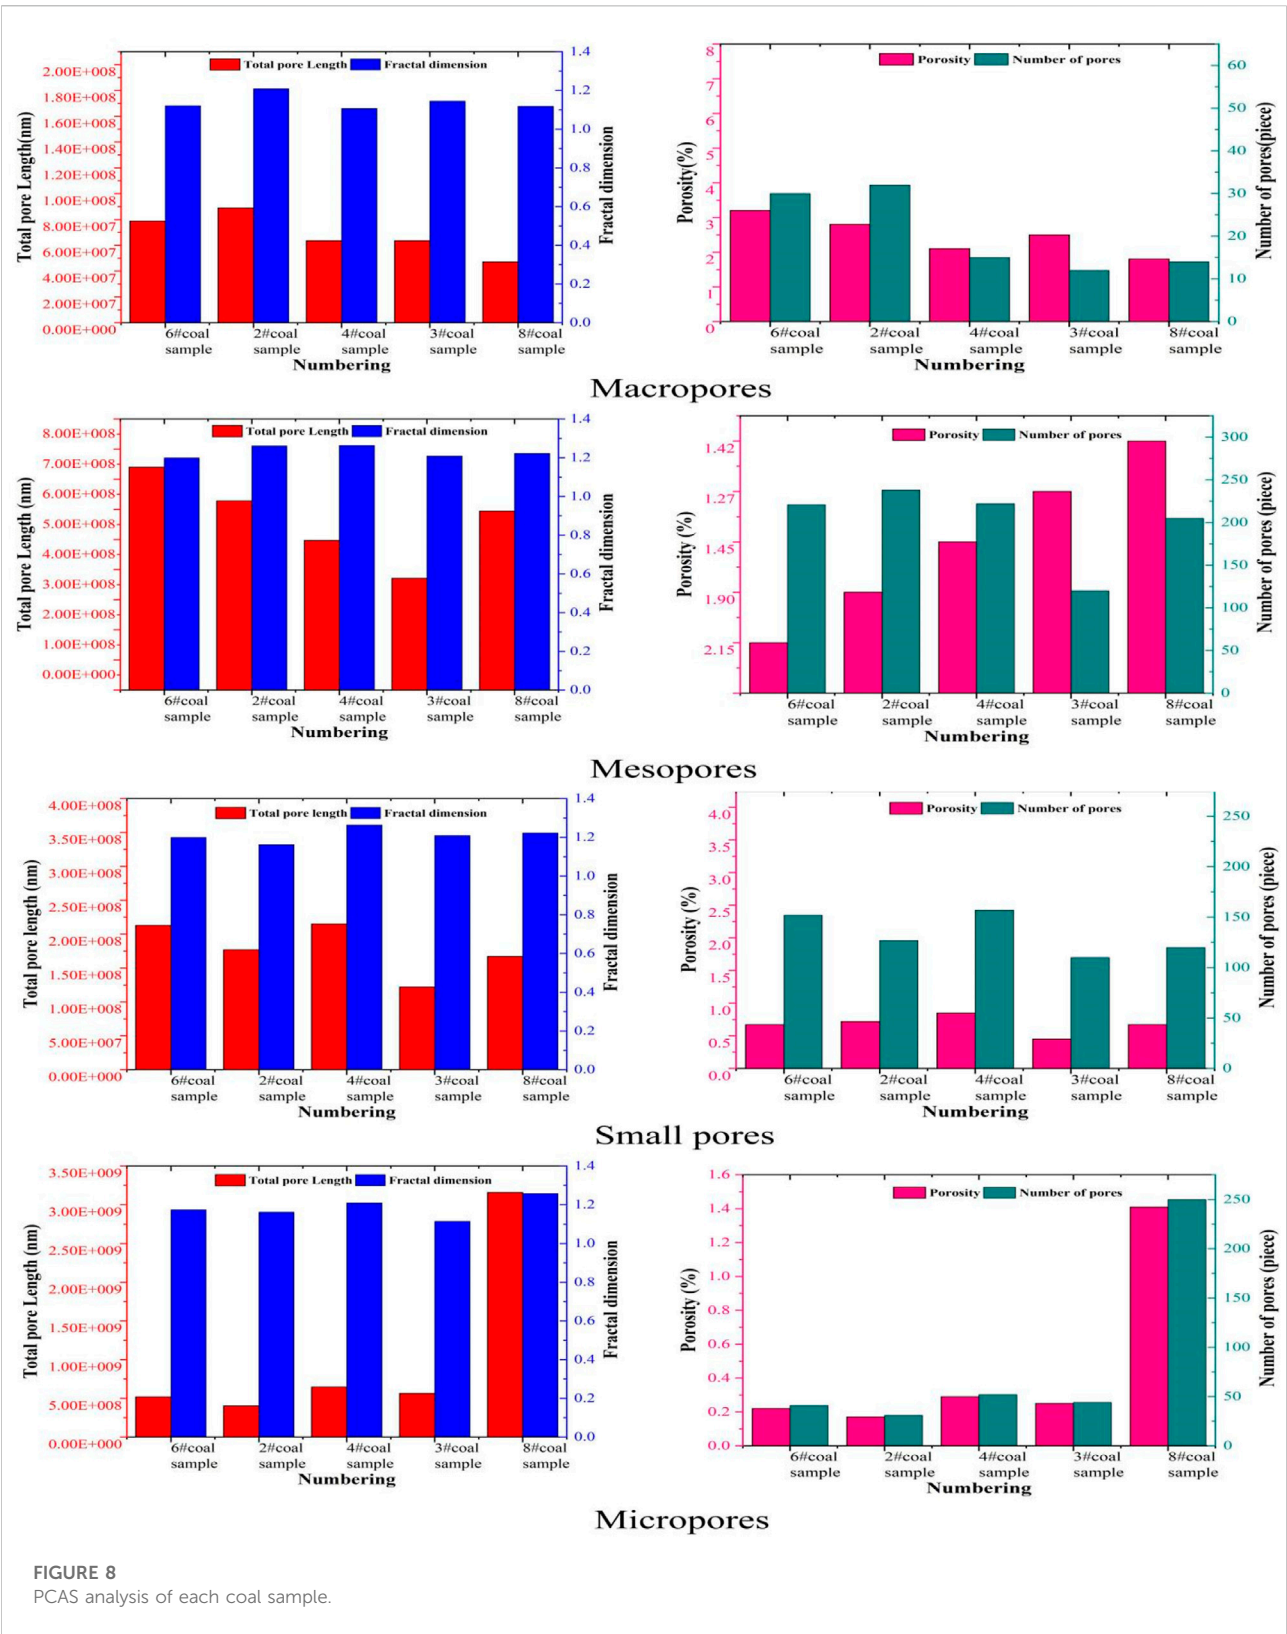 Total pore Length Fractal dimension
Total pore Length(nm)
2.00E+008
1.80E+008
1.60E+008
1.40E+008
1.20E+008
1.00E+008
8.00E+007
6.00E+007
4.00E+007
2.00E+007
0.00E+000
1.4
1.2
1.0
0.8
0.6
0.4
0.2
0.0
Fractal dimension
6#coal sample 2#coal sample 4#coal sample 3#coal sample 8#coal sample
Numbering
Porosity Number of pores
Porosity(%)
8
7
6
5
4
3
2
1
0
60
50
40
30
20
10
0
Number of pores(piece)
6#coal sample 2#coal sample 4#coal sample 3#coal sample 8#coal sample
Numbering
Macropores
Total pore Length Fractal dimension
Total pore Length (nm)
8.00E+008
7.00E+008
6.00E+008
5.00E+008
4.00E+008
3.00E+008
2.00E+008
1.00E+008
0.00E+000
1.4
1.2
1.0
0.8
0.6
0.4
0.2
0.0
Fractal dimension
6#coal sample 2#coal sample 4#coal sample 3#coal sample 8#coal sample
Numbering
Porosity Number of pores
Porosity (%)
1.42
1.27
1.45
1.90
2.15
300
250
200
150
100
50
0
Number of pores (piece)
6#coal sample 2#coal sample 4#coal sample 3#coal sample 8#coal sample
Numbering
Mesopores
Total pore length Fractal dimension
Total pore length (nm)
4.00E+008
3.50E+008
3.00E+008
2.50E+008
2.00E+008
1.50E+008
1.00E+008
5.00E+007
0.00E+000
1.4
1.2
1.0
0.8
0.6
0.4
0.2
0.0
Fractal dimension
6#coal sample 2#coal sample 4#coal sample 3#coal sample 8#coal sample
Numbering
Porosity Number of pores
Porosity (%)
4.0
3.5
3.0
2.5
2.0
1.5
1.0
0.5
0.0
250
200
150
100
50
0
Number of pores (piece)
6#coal sample 2#coal sample 4#coal sample 3#coal sample 8#coal sample
Numbering
Small pores
Total pore Length Fractal dimension
Total pore Length (nm)
3.50E+009
3.00E+009
2.50E+009
2.00E+009
1.50E+009
1.00E+009
5.00E+008
0.00E+000
1.4
1.2
1.0
0.8
0.6
0.4
0.2
0.0
Fractal dimension
6#coal sample 2#coal sample 4#coal sample 3#coal sample 8#coal sample
Numbering
Porosity Number of pores
Porosity (%)
1.6
1.4
1.2
1.0
0.8
0.6
0.4
0.2
0.0
250
200
150
100
50
0
Number of pores (piece)
6#coal sample 2#coal sample 4#coal sample 3#coal sample 8#coal sample
Numbering
Micropores
FIGURE 8
PCAS analysis of each coal sample.